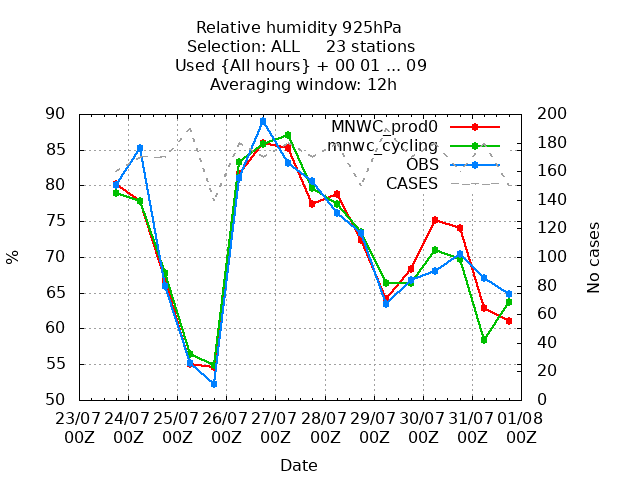 Relative humidity 925hPa
Selection: ALL 23 stations
Used {All hours} + 00 01 ... 09
Averaging window: 12h
MNWC_prod0
mnwc_cycling
OBS
CASES
90
85
80
75
70
65
60
55
50
%
200
180
160
140
120
100
80
60
40
20
0
No cases
23/07 24/07 25/07 26/07 27/07 28/07 29/07 30/07 31/07 01/08
00Z 00Z 00Z 00Z 00Z 00Z 00Z 00Z 00Z 00Z
Date